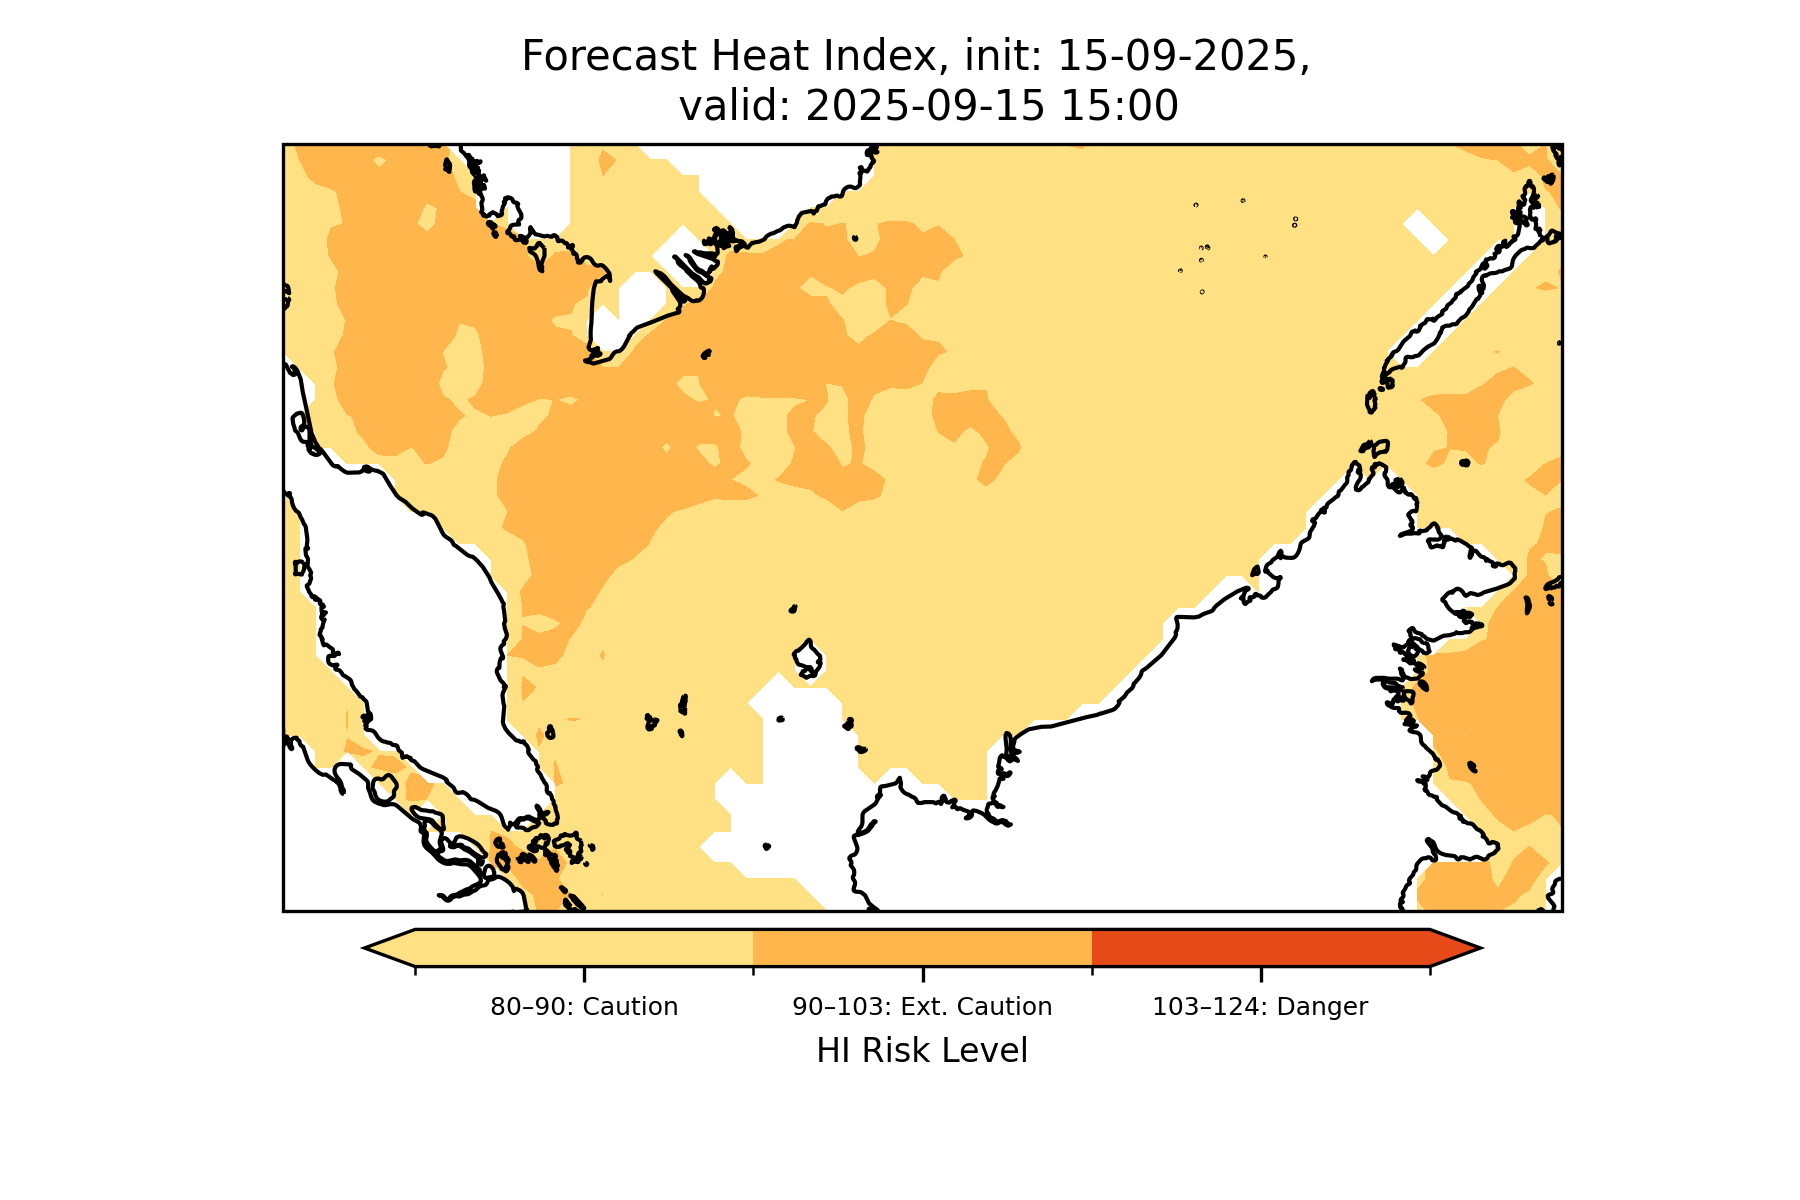 Forecast Heat Index, init: 15-09-2025,
valid: 2025-09-15 15:00
80–90: Caution
90–103: Ext. Caution
103–124: Danger
HI Risk Level